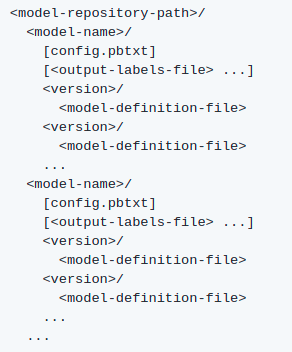 <model-repository-path>/
  <model-name>/
    [config.pbtxt]
    [<output-labels-file> ...]
    <version>/
      <model-definition-file>
    <version>/
      <model-definition-file>
    ...
  <model-name>/
    [config.pbtxt]
    [<output-labels-file> ...]
    <version>/
      <model-definition-file>
    <version>/
      <model-definition-file>
    ...
  ...